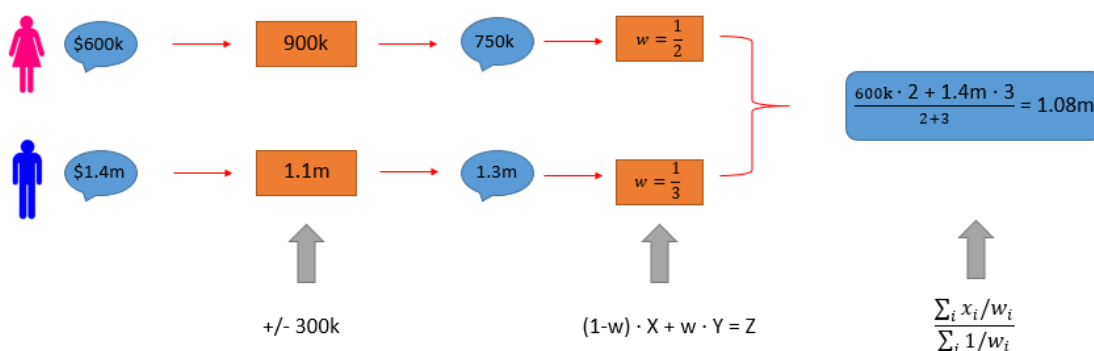 $600k
900k
750k
w = 1/2
600k · 2 + 1.4m · 3 / 2+3 = 1.08m
$1.4m
1.1m
1.3m
w = 1/3
+/- 300k
(1-w) · X + w · Y = Z
∑ᵢ xᵢ/wᵢ
∑ᵢ 1/wᵢ